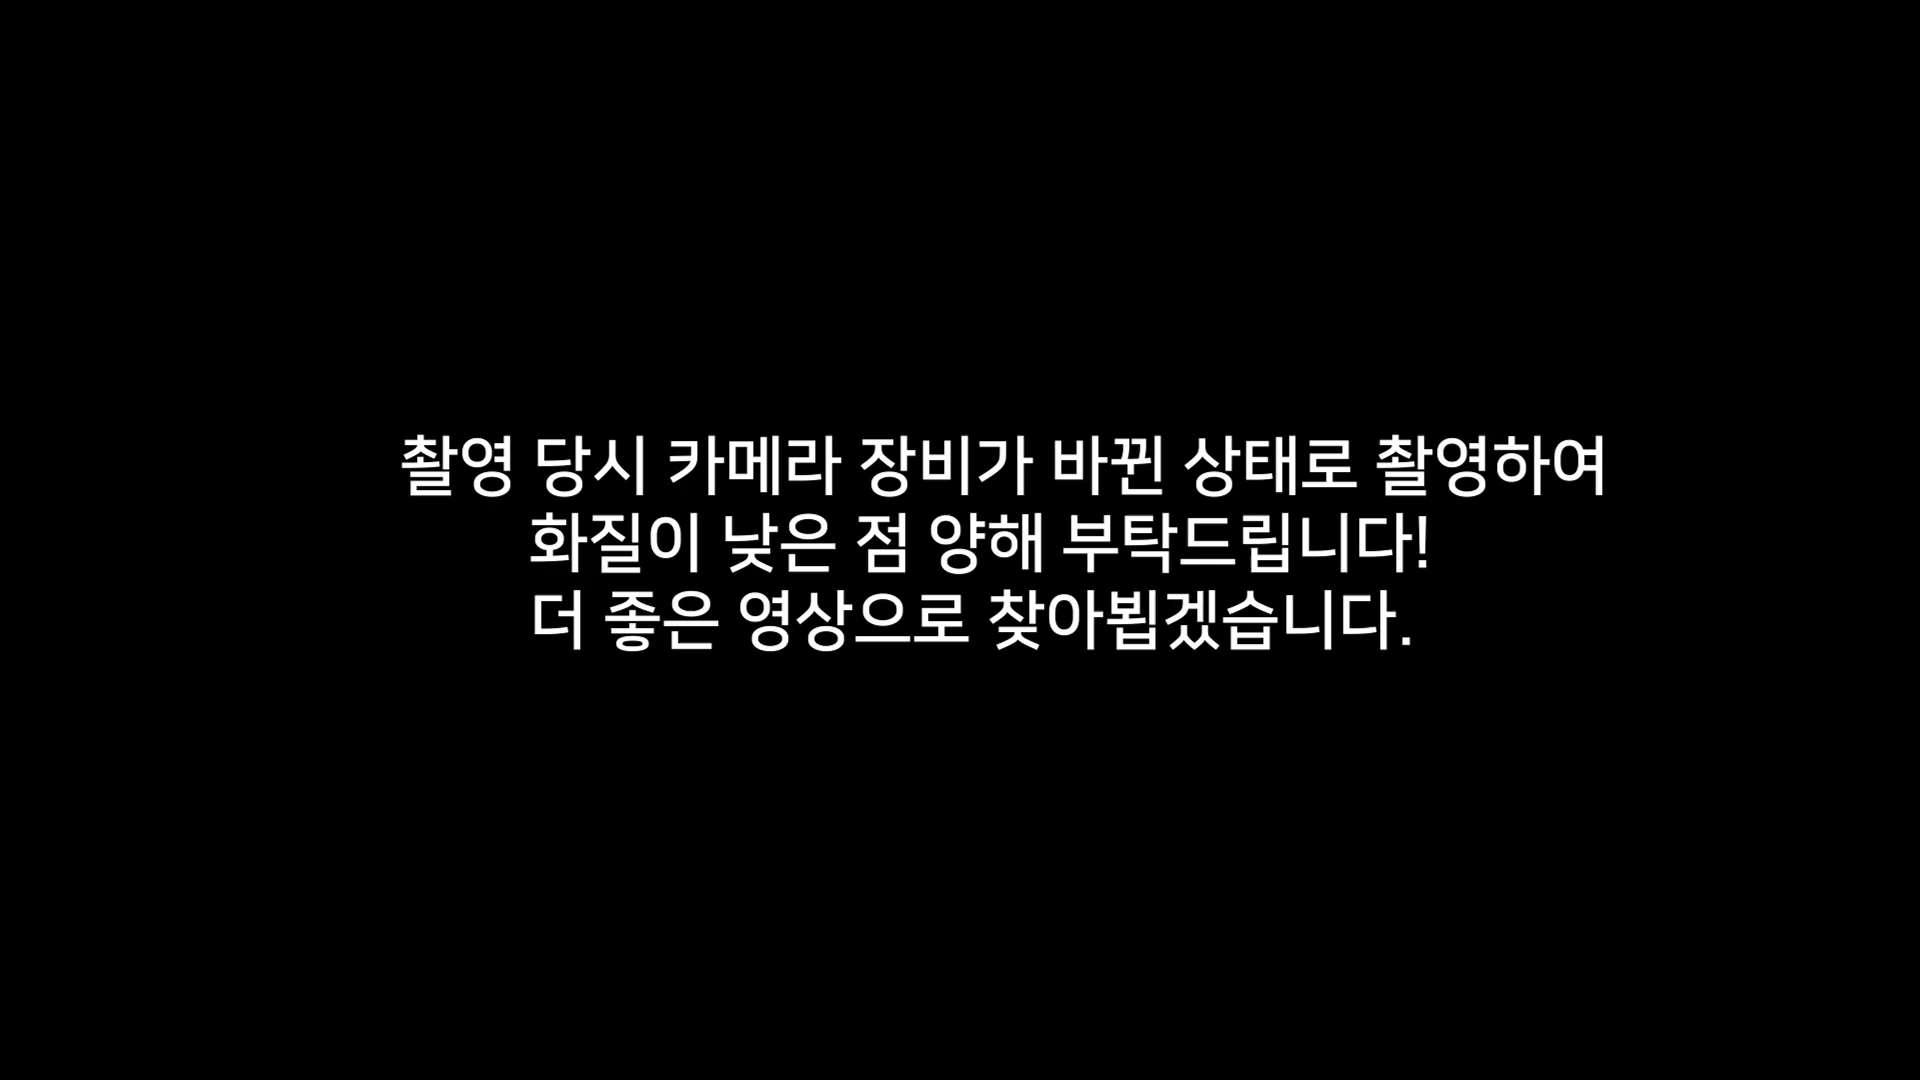 촬영 당시 카메라 장비가 바뀐 상태로 촬영하여
화질이 낮은 점 양해 부탁드립니다!
더 좋은 영상으로 찾아뵙겠습니다.